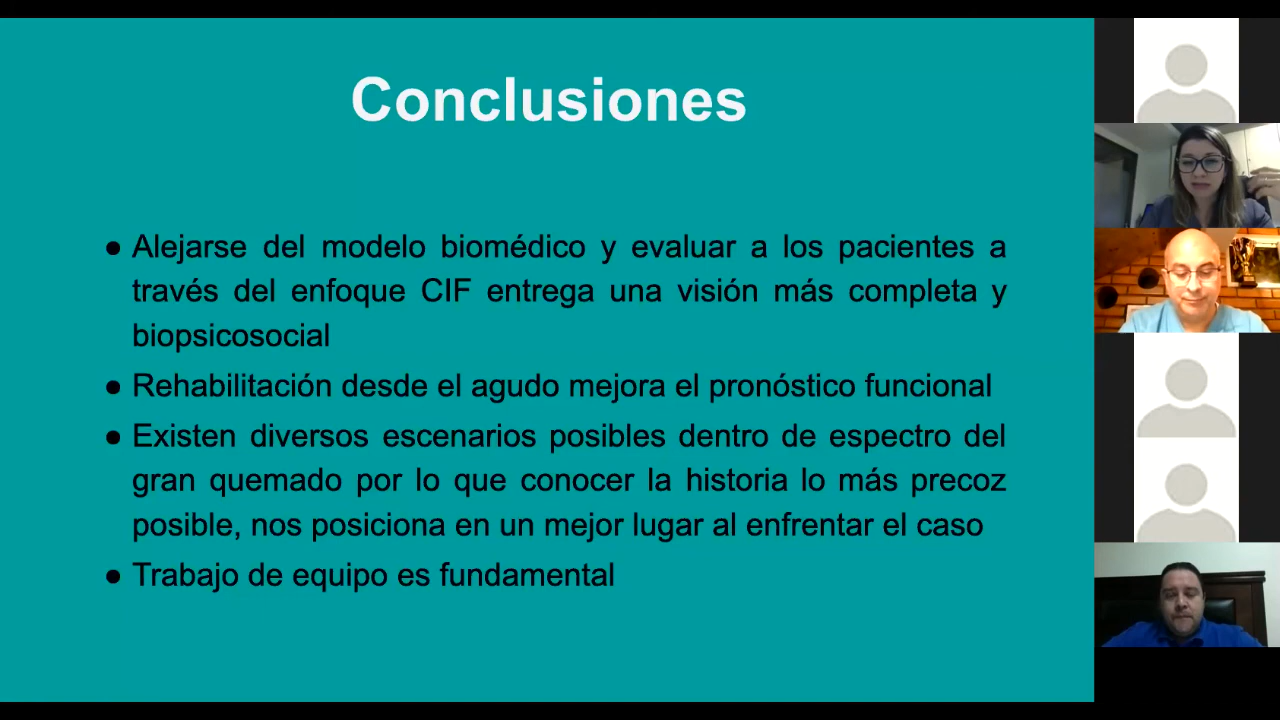 Conclusiones
● Alejarse del modelo biomédico y evaluar a los pacientes a
través del enfoque CIF entrega una visión más completa y
biopsicosocial
● Rehabilitación desde el agudo mejora el pronóstico funcional
● Existen diversos escenarios posibles dentro de espectro del
gran quemado por lo que conocer la historia lo más precoz
posible, nos posiciona en un mejor lugar al enfrentar el caso
● Trabajo de equipo es fundamental